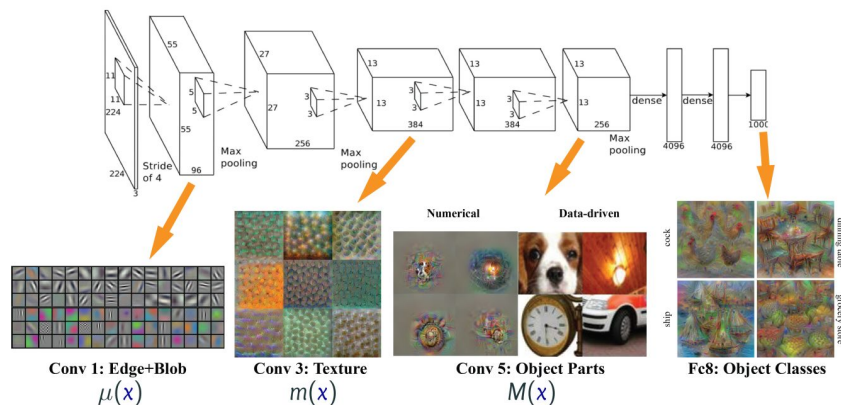 55
27
13
13
13
11
5
3
3
3
11
5
3
3
3
224
55
27
13
13
13
dense
dense
384
384
256
1000
256
Max
pooling
4096
4096
Max
pooling
Max
pooling
96
Stride
of 4
224
3
Numerical
Data-driven
cock
ship
grocery store
Conv 1: Edge+Blob
Conv 3: Texture
Conv 5: Object Parts
Fc8: Object Classes
μ(χ)
m(χ)
M(χ)